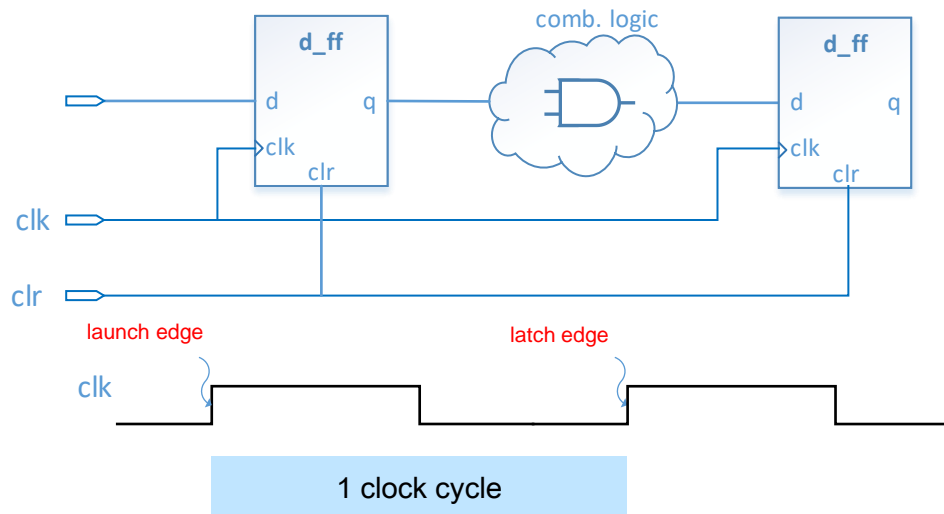 comb. logic
d_ff
d_ff
d
q
d
q
clk
clk
clr
clr
clk
clr
launch edge
latch edge
clk
1 clock cycle